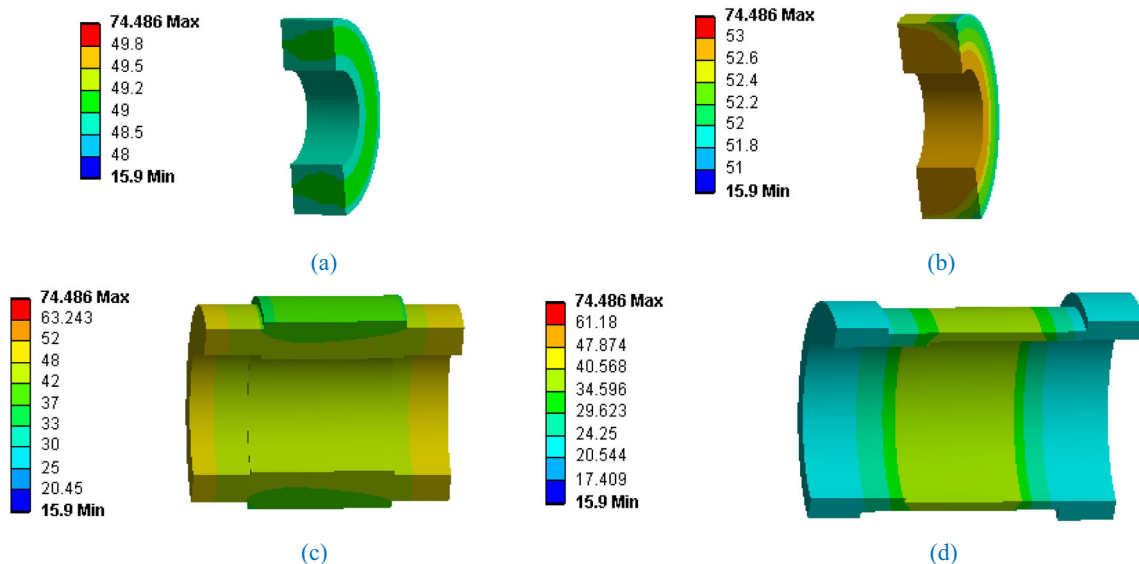 74.486 Max
49.8
49.5
49.2
49
48.5
48
15.9 Min
(a)
74.486 Max
53
52.6
52.4
52.2
52
51.8
51
15.9 Min
(b)
74.486 Max
63.243
52
48
42
37
33
30
25
20.45
15.9 Min
(c)
74.486 Max
61.18
47.874
40.568
34.596
29.623
24.25
20.544
17.409
15.9 Min
(d)